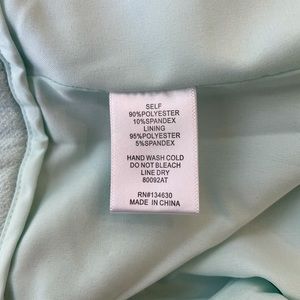 SELF
90%POLYESTER
10%SPANDEX
LINING
95%POLYESTER
5%SPANDEX
HAND WASH COLD
DO NOT BLEACH
LINE DRY
80092AT
RN#134630
MADE IN CHINA